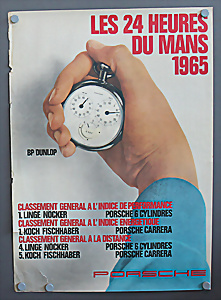 LES 24 HEURES
DU MANS
1965
BP DUNLOP
CLASSEMENT GENERAL A L'INDICE DE PERFORMANCE
1. LINGE NÖCKER PORSCHE 6 CYLINDRES
CLASSEMENT GENERAL A L'INDICE ENERGETIQUE
1. KOCH FISCHHABER PORSCHE CARRERA
CLASSEMENT GENERAL A LA DISTANCE
4. LINGE NÖCKER PORSCHE 6 CYLINDRES
5. KOCH FISCHHABER PORSCHE CARRERA
PORSCHE